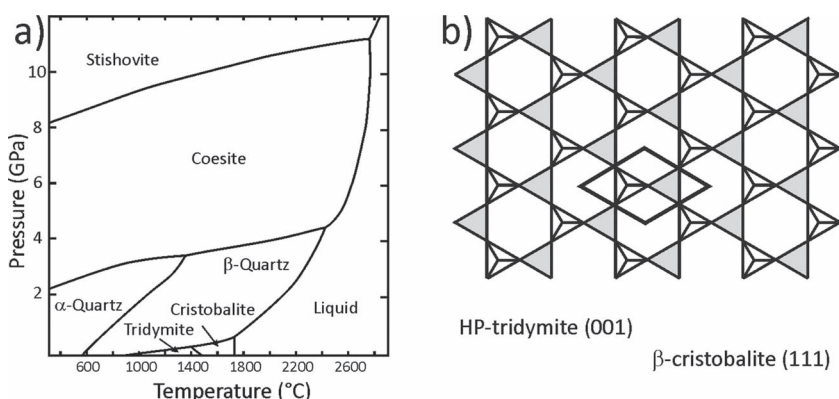 a)
Stishovite
Coesite
β-Quartz
α-Quartz
Cristobalite
Tridymite
Liquid
Pressure (GPa)
10
8
6
4
2
600 1000 1400 1800 2200 2600
Temperature (°C)
b)
HP-tridymite (001)
β-cristobalite (111)